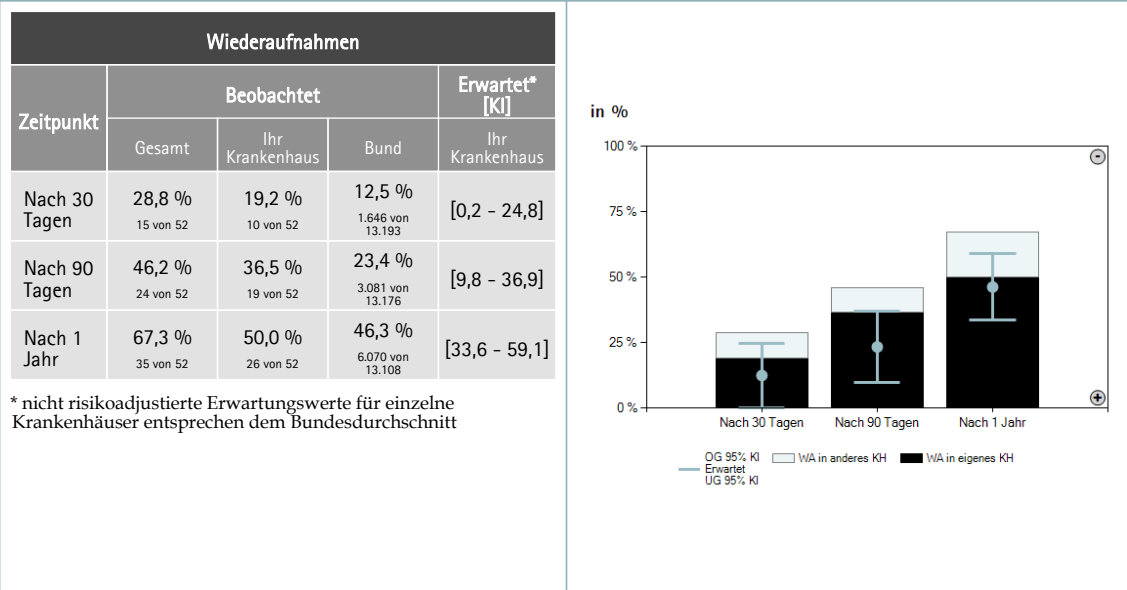 Wiederaufnahmen
Zeitpunkt
Beobachtet
Erwartet*
[KI]
Gesamt
Ihr
Krankenhaus
Bund
Ihr
Krankenhaus
Nach 30
Tagen
28,8 %
15 von 52
19,2 %
10 von 52
12,5 %
1.646 von
13.193
[0,2 - 24,8]
Nach 90
Tagen
46,2 %
24 von 52
36,5 %
19 von 52
23,4 %
3.081 von
13.176
[9,8 - 36,9]
Nach 1
Jahr
67,3 %
35 von 52
50,0 %
26 von 52
46,3 %
6.070 von
13.108
[33,6 - 59,1]
* nicht risikoadjustierte Erwartungswerte für einzelne
Krankenhäuser entsprechen dem Bundesdurchschnitt
in %
100 %
75 %
50 %
25 %
0 %
Nach 30 Tagen
Nach 90 Tagen
Nach 1 Jahr
OG 95% KI
Erwartet
UG 95% KI
WA in anderes KH
WA in eigenes KH